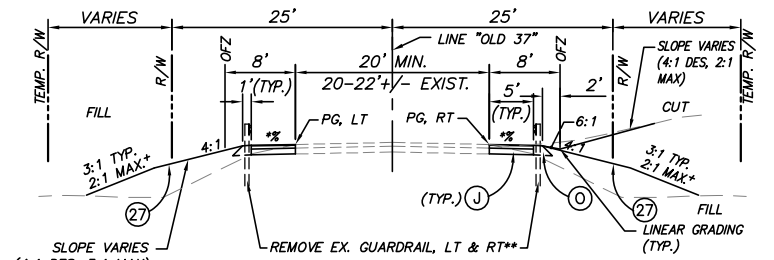 VARIES 25' 25' VARIES
LINE "OLD 37"
TEMP. R/W
R/W
OFZ
8'
20' MIN.
8'
OFZ
R/W
TEMP. R/W
SLOPE VARIES
(4:1 DES, 2:1
MAX)
1' (TYP.)
20-22'+/- EXIST.
5'
(TYP.)
2'
FILL
CUT
PG, LT
PG, RT
6:1
*%
*%
4:1
4:1
3:1 TYP.
2:1 MAX.+
3:1 TYP.
2:1 MAX.+
27
(TYP.) J
O
27
FILL
SLOPE VARIES
REMOVE EX. GUARDRAIL, LT & RT**
LINEAR GRADING
(TYP.)